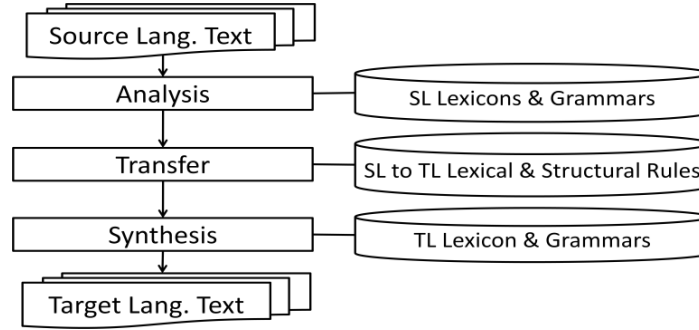 Source Lang. Text
Analysis
SL Lexicons & Grammars
Transfer
SL to TL Lexical & Structural Rules
Synthesis
TL Lexicon & Grammars
Target Lang. Text